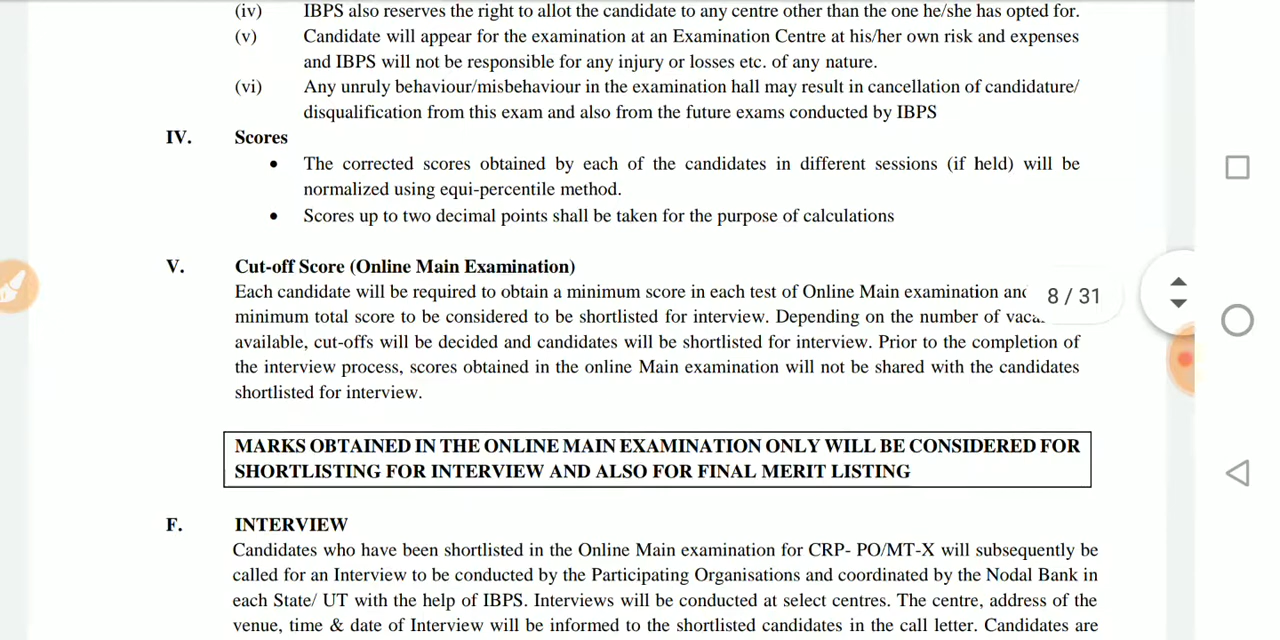 (iv) IBPS also reserves the right to allot the candidate to any centre other than the one he/she has opted for.
(v) Candidate will appear for the examination at an Examination Centre at his/her own risk and expenses
and IBPS will not be responsible for any injury or losses etc. of any nature.
(vi) Any unruly behaviour/misbehaviour in the examination hall may result in cancellation of candidature/
disqualification from this exam and also from the future exams conducted by IBPS
IV. Scores
• The corrected scores obtained by each of the candidates in different sessions (if held) will be
normalized using equi-percentile method.
• Scores up to two decimal points shall be taken for the purpose of calculations
V. Cut-off Score (Online Main Examination)
Each candidate will be required to obtain a minimum score in each test of Online Main examination and
8 / 31
minimum total score to be considered to be shortlisted for interview. Depending on the number of
available, cut-offs will be decided and candidates will be shortlisted for interview. Prior to the completion of
the interview process, scores obtained in the online Main examination will not be shared with the candidates
shortlisted for interview.
MARKS OBTAINED IN THE ONLINE MAIN EXAMINATION ONLY WILL BE CONSIDERED FOR
SHORTLISTING FOR INTERVIEW AND ALSO FOR FINAL MERIT LISTING
F. INTERVIEW
Candidates who have been shortlisted in the Online Main examination for CRP- PO/MT-X will subsequently be
called for an Interview to be conducted by the Participating Organisations and coordinated by the Nodal Bank in
each State/ UT with the help of IBPS. Interviews will be conducted at select centres. The centre, address of the
venue, time & date of Interview will be informed to the shortlisted candidates in the call letter. Candidates are